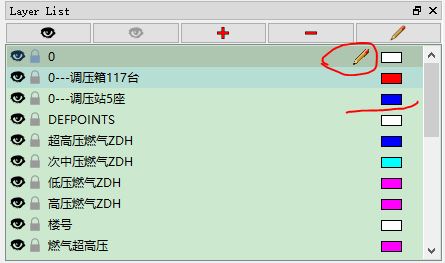 Layer List
0
0---调压箱117台
0---调压站5座
DEFPOINTS
超高压燃气ZDH
次中压燃气ZDH
低压燃气ZDH
高压燃气ZDH
楼号
燃气超高压